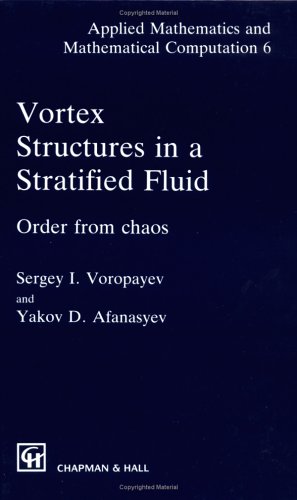 Applied Mathematics and
Mathematical Computation 6
Vortex
Structures in a
Stratified Fluid
Order from chaos
Sergey I. Voropayev
and
Yakov D. Afanasyev
CHAPMAN & HALL